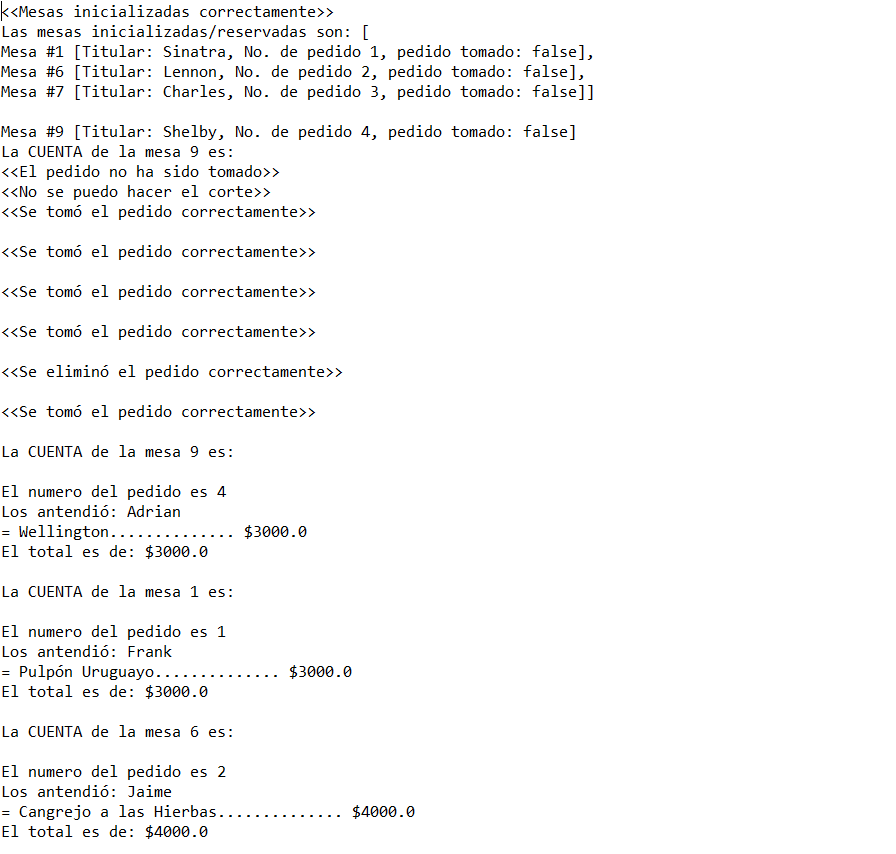 <<Mesas inicializadas correctamente>>
Las mesas inicializadas/reservadas son: [
Mesa #1 [Titular: Sinatra, No. de pedido 1, pedido tomado: false],
Mesa #6 [Titular: Lennon, No. de pedido 2, pedido tomado: false],
Mesa #7 [Titular: Charles, No. de pedido 3, pedido tomado: false]]
Mesa #9 [Titular: Shelby, No. de pedido 4, pedido tomado: false]
La CUENTA de la mesa 9 es:
<<El pedido no ha sido tomado>>
<<No se puedo hacer el corte>>
<<Se tomó el pedido correctamente>>
<<Se tomó el pedido correctamente>>
<<Se tomó el pedido correctamente>>
<<Se tomó el pedido correctamente>>
<<Se eliminó el pedido correctamente>>
<<Se tomó el pedido correctamente>>
La CUENTA de la mesa 9 es:
El numero del pedido es 4
Los antendió: Adrian
= Wellington.............. $3000.0
El total es de: $3000.0
La CUENTA de la mesa 1 es:
El numero del pedido es 1
Los antendió: Frank
= Pulpón Uruguayo.............. $3000.0
El total es de: $3000.0
La CUENTA de la mesa 6 es:
El numero del pedido es 2
Los antendió: Jaime
= Cangrejo a las Hierbas.............. $4000.0
El total es de: $4000.0